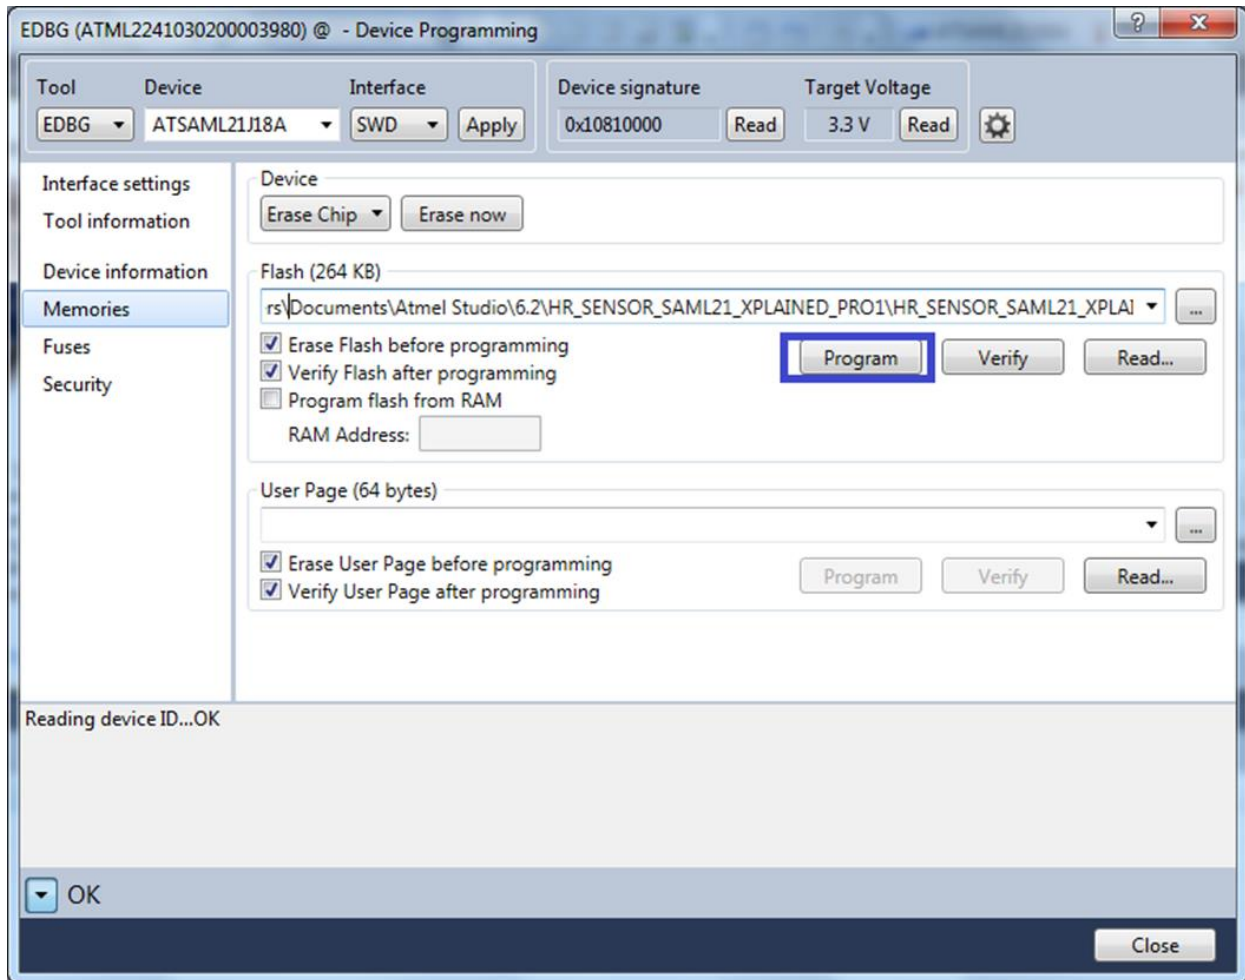 EDBG (ATML2241030200003980) @ - Device Programming
Tool Device Interface Device signature Target Voltage
EDBG ATSAML21J18A SWD Apply 0x10810000 Read 3.3 V Read
Interface settings
Tool information
Device information
Memories
Fuses
Security
Device
Erase Chip Erase now
Flash (264 KB)
rs\Documents\Atmel Studio\6.2\HR_SENSOR_SAML21_XPLAINED_PRO1\HR_SENSOR_SAML21_XPLAI ...
Erase Flash before programming
Verify Flash after programming
Program flash from RAM
RAM Address:
Program Verify Read...
User Page (64 bytes)
...
Erase User Page before programming
Verify User Page after programming
Program Verify Read...
Reading device ID...OK
OK
Close